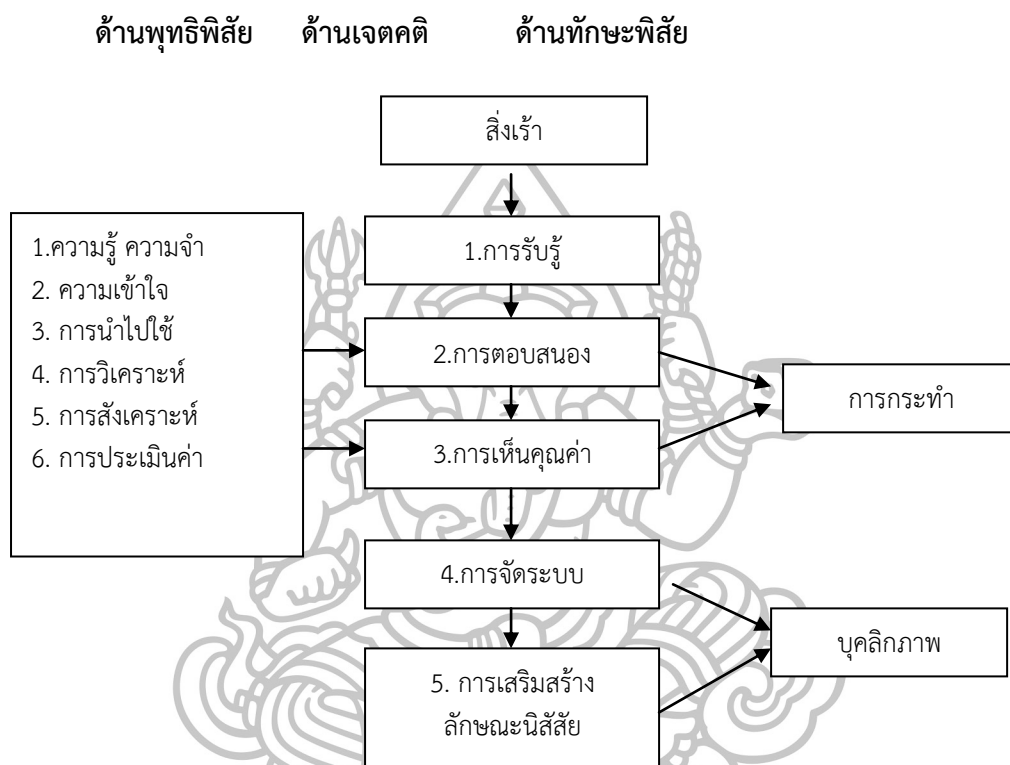 ด้านพุทธิพิสัย ด้านเจตคติ ด้านทักษะพิสัย
สิ่งเร้า
1.ความรู้ ความจำ
2. ความเข้าใจ
3. การนำไปใช้
4. การวิเคราะห์
5. การสังเคราะห์
6. การประเมินค่า
1.การรับรู้
2.การตอบสนอง
3.การเห็นคุณค่า
4.การจัดระบบ
5. การเสริมสร้าง
ลักษณะนิสัสัย
การกระทำ
บุคลิกภาพ